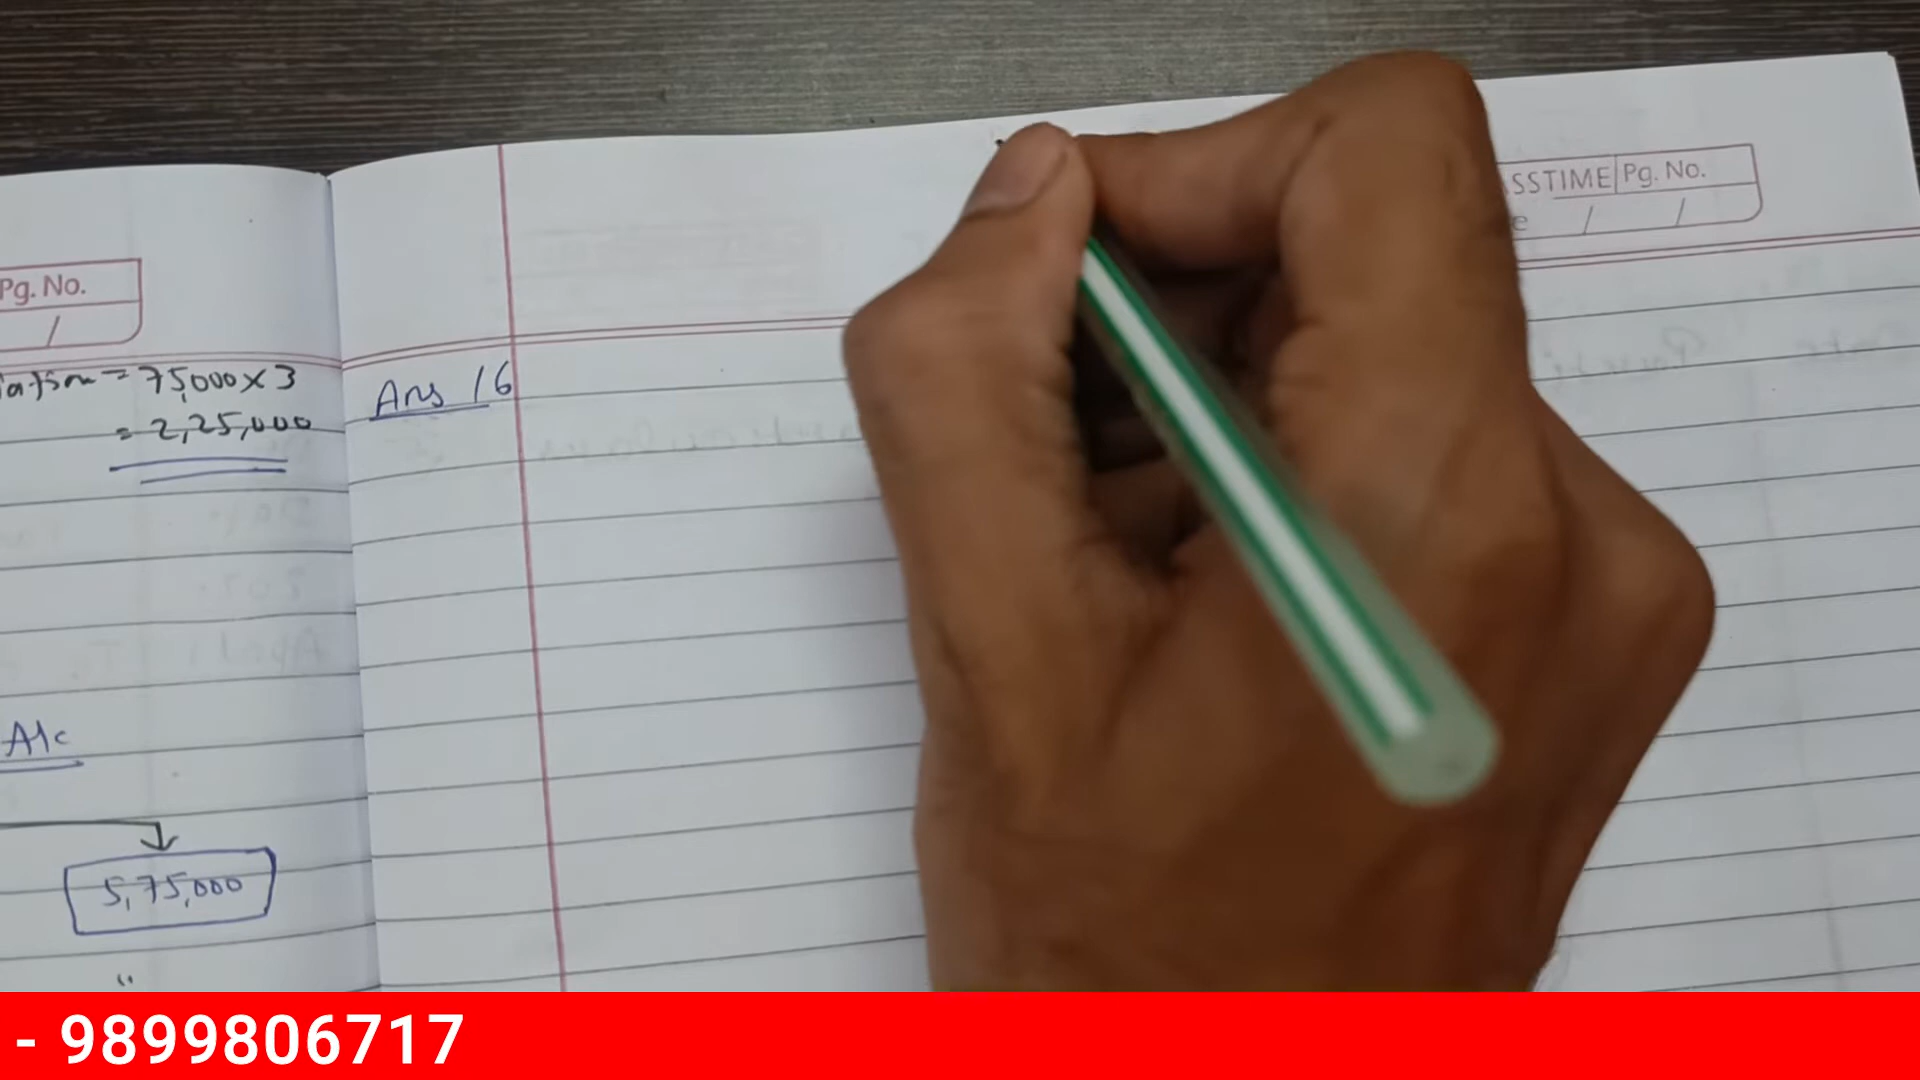 Pg. No.
/
= 75,000 x 3
= 2,25,000
A/c
5,75,000
"
SSTIME Pg. No.
e / /
Ans 16
- 9899806717